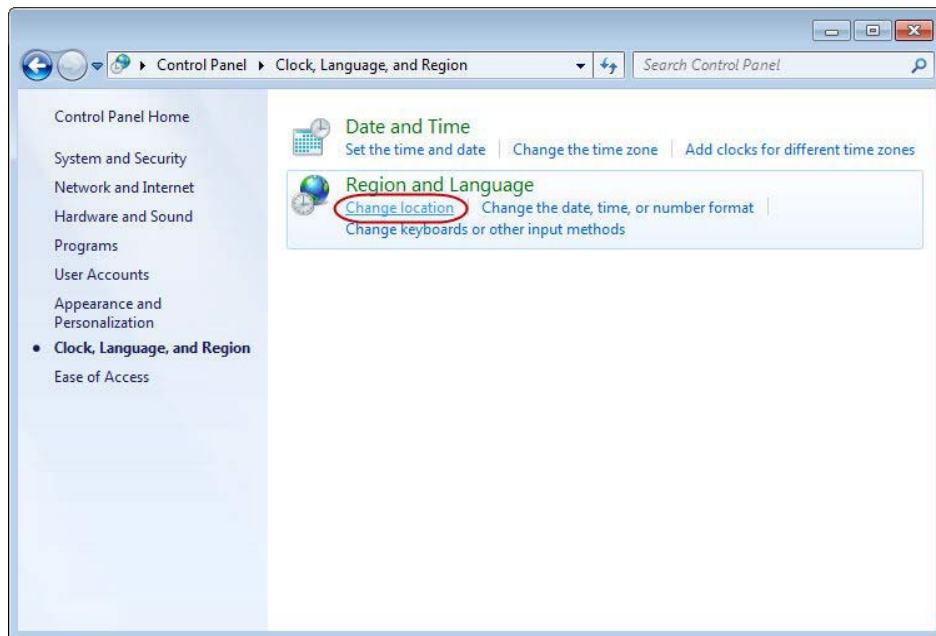 Control Panel Clock, Language, and Region Search Control Panel
Control Panel Home
System and Security
Network and Internet
Hardware and Sound
Programs
User Accounts
Appearance and
Personalization
Clock, Language, and Region
Ease of Access
Date and Time
Set the time and date Change the time zone Add clocks for different time zones
Region and Language
Change location Change the date, time, or number format
Change keyboards or other input methods